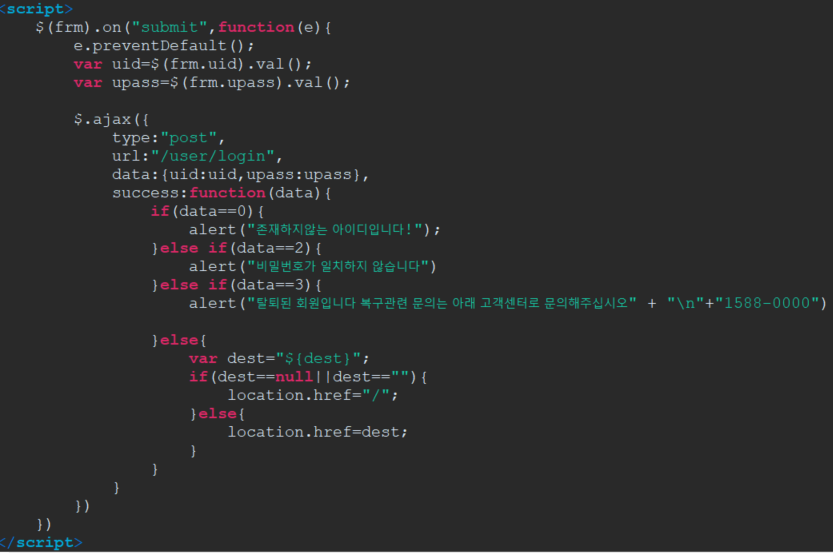 <script>
    $(frm).on("submit",function(e){
        e.preventDefault();
        var uid=$(frm.uid).val();
        var upass=$(frm.upass).val();

        $.ajax({
            type:"post",
            url:"/user/login",
            data:{uid:uid,upass:upass},
            success:function(data){
                if(data==0){
                    alert("존재하지않는 아이디입니다!");
                }else if(data==2){
                    alert("비밀번호가 일치하지 않습니다")
                }else if(data==3){
                    alert("탈퇴된 회원입니다 복구관련 문의는 아래 고객센터로 문의해주십시오" + "\n"+"1588-0000")

                }else{
                    var dest="${dest}";
                    if(dest==null||dest==""){
                        location.href="/";
                    }else{
                        location.href=dest;
                    }
                }
            }
        })
    })
</script>